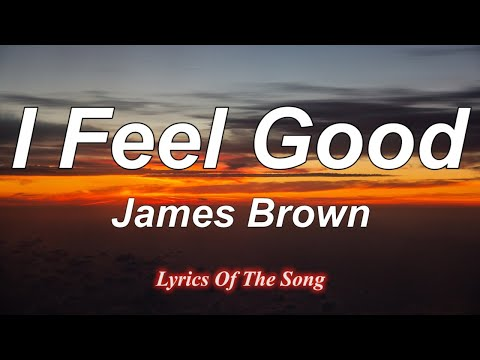 I Feel Good
James Brown
Lyrics Of The Song